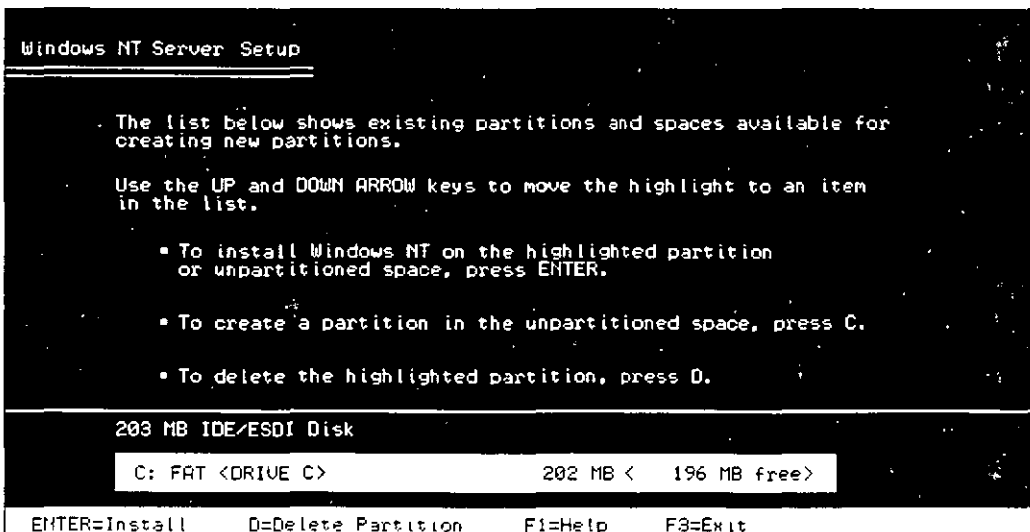 Windows NT Server Setup
The list below shows existing partitions and spaces available for
creating new partitions.
Use the UP and DOWN ARROW keys to move the highlight to an item
in the list.
• To install Windows NT on the highlighted partition
or unpartitioned space, press ENTER.
• To create a partition in the unpartitioned space, press C.
• To delete the highlighted partition, press D.
203 MB IDE/ESDI Disk
C: FAT <DRIVE C> 202 MB < 196 MB free>
ENTER=Install D=Delete Partition F1=Help F3=Exit